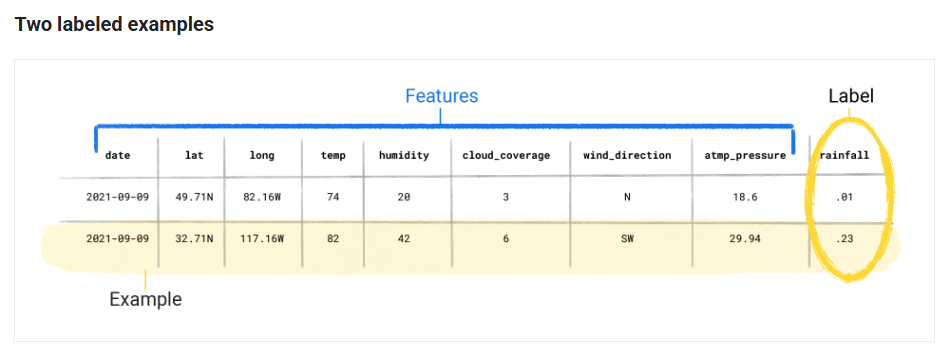 Two labeled examples
Features
Label
date lat long temp humidity cloud_coverage wind_direction atmp_pressure rainfall
2021-09-09 49.71N 82.16W 74 20 3 N 18.6 .01
2021-09-09 32.71N 117.16W 82 42 6 SW 29.94 .23
Example